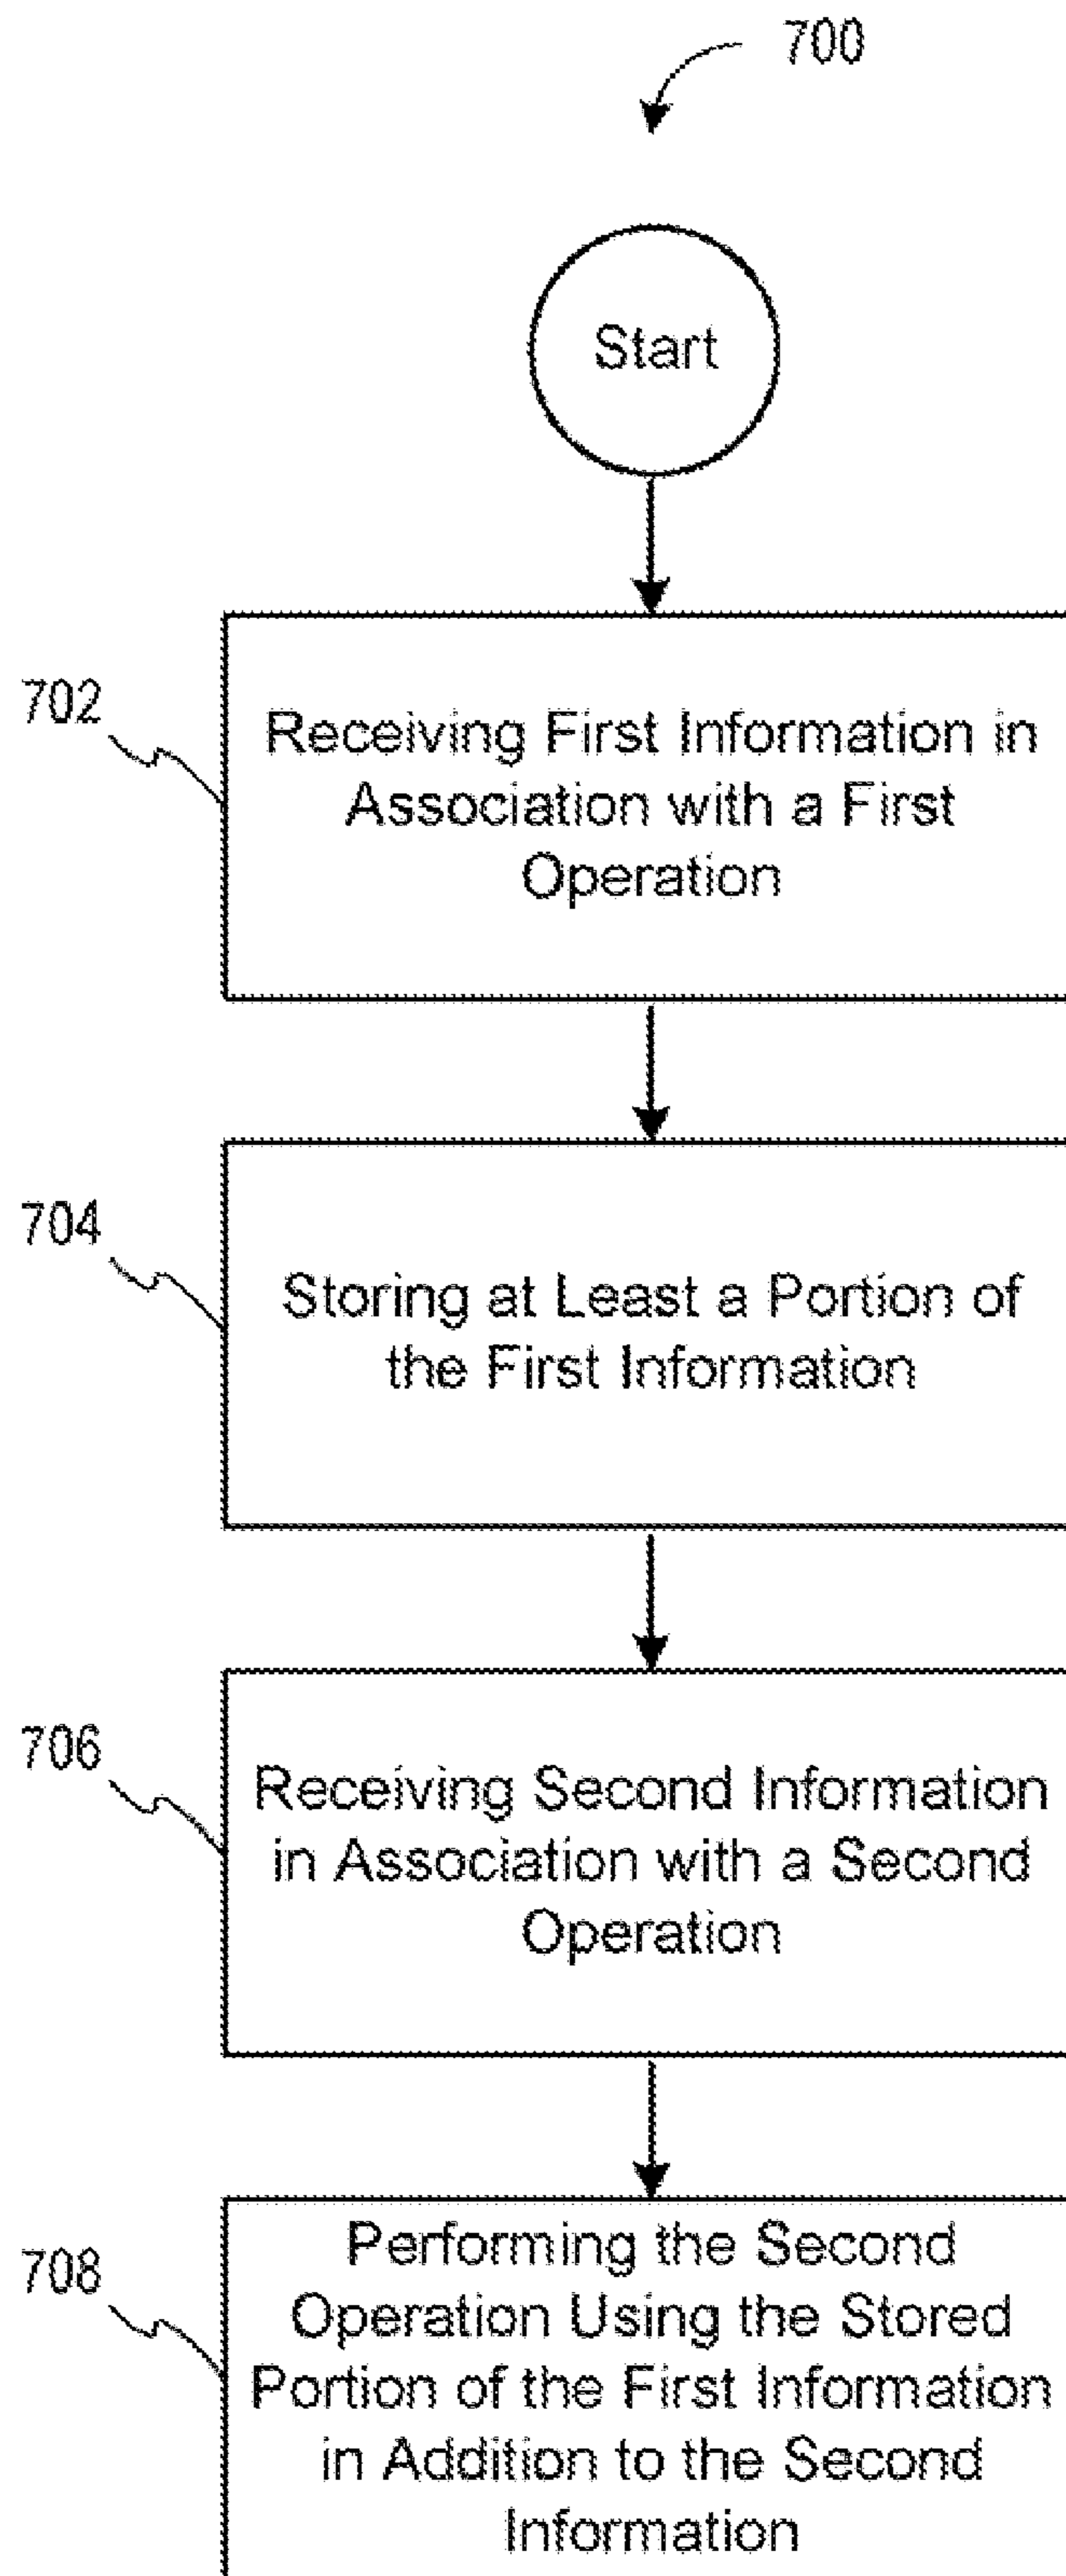 700
Start
702
Receiving First Information in
Association with a First
Operation
704
Storing at Least a Portion of
the First Information
706
Receiving Second Information
in Association with a Second
Operation
708
Performing the Second
Operation Using the Stored
Portion of the First Information
in Addition to the Second
Information